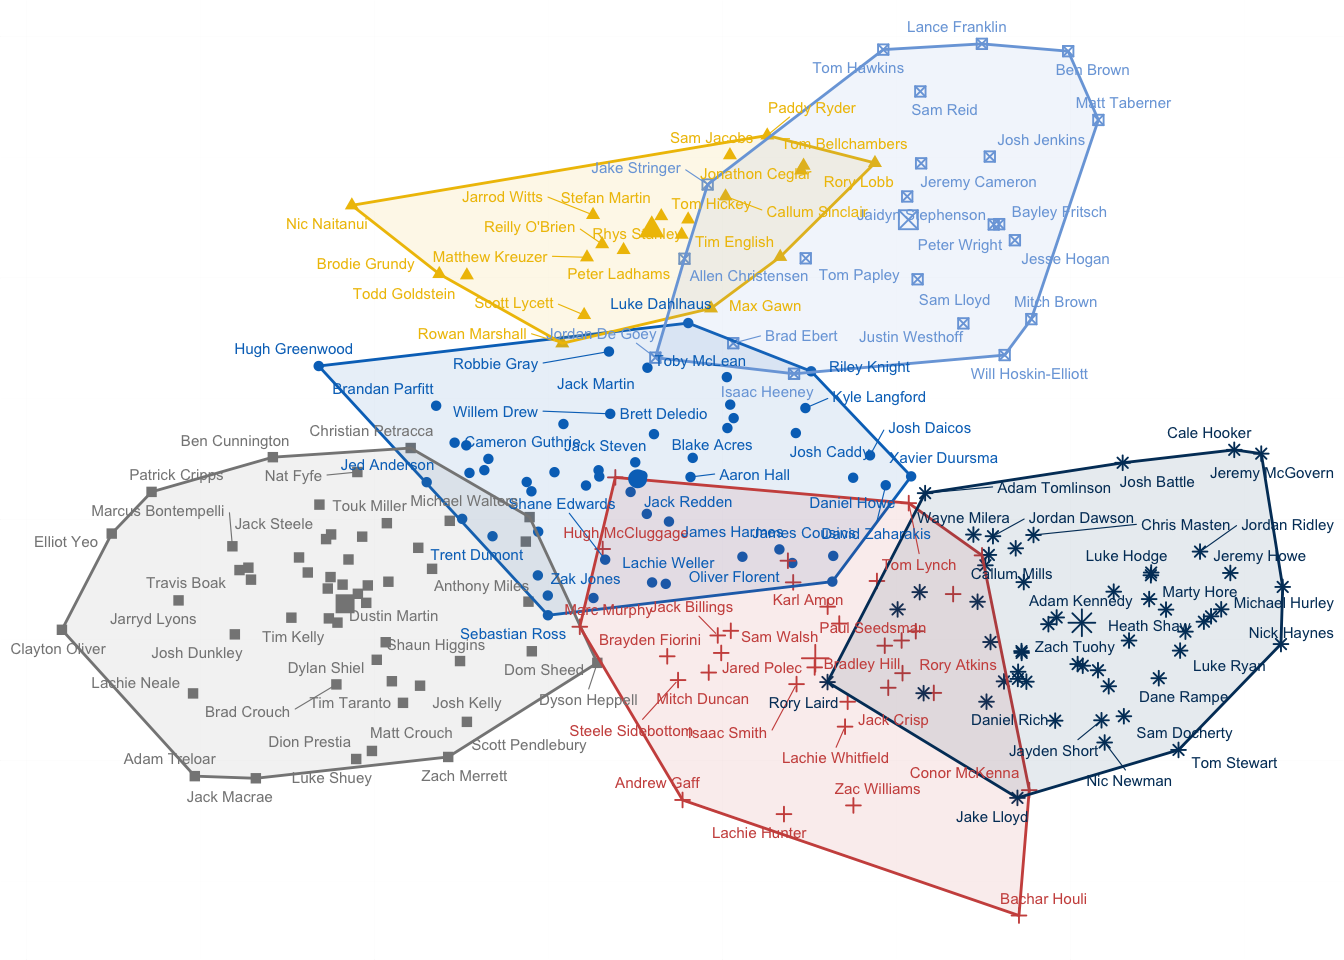 Lance Franklin
Tom Hawkins
Ben Brown
Sam Reid
Matt Taberner
Paddy Ryder
Sam Jacobs
Tom Bellchambers
Josh Jenkins
Jake Stringer
Jonathon Ceglar
Rory Lobb
Jeremy Cameron
Jarrod Witts
Stefan Martin
Tom Hickey
Callum Sinclair
Jaidyn Stephenson
Bayley Fritsch
Nic Naitanui
Reilly O'Brien
Rhys Stanley
Tim English
Peter Wright
Matthew Kreuzer
Jesse Hogan
Brodie Grundy
Peter Ladhams
Allen Christensen
Tom Papley
Todd Goldstein
Scott Lycett
Luke Dahlhaus
Max Gawn
Sam Lloyd
Mitch Brown
Rowan Marshall
Jordan De Goey
Brad Ebert
Justin Westhoff
Hugh Greenwood
Robbie Gray
Toby McLean
Riley Knight
Will Hoskin-Elliott
Brandan Parfitt
Jack Martin
Isaac Heeney
Kyle Langford
Willem Drew
Brett Deledio
Christian Petracca
Josh Daicos
Cale Hooker
Ben Cunnington
Cameron Guthrie
Jack Steven
Blake Acres
Josh Caddy
Xavier Duursma
Jed Anderson
Patrick Cripps
Nat Fyfe
Aaron Hall
Josh Battle
Jeremy McGovern
Adam Tomlinson
Marcus Bontempelli
Touk Miller
Michael Walters
Shane Edwards
Jack Redden
Daniel Howe
Wayne Milera
Jordan Dawson
Chris Masten
Jordan Ridley
Elliot Yeo
Jack Steele
Hugh McCluggage
James Harmes
James Cousins
David Zaharakis
Trent Dumont
Lachie Weller
Tom Lynch
Luke Hodge
Jeremy Howe
Travis Boak
Anthony Miles
Zak Jones
Oliver Florent
Callum Mills
Marty Hore
Karl Amon
Adam Kennedy
Michael Hurley
Jarryd Lyons
Dustin Martin
Marc Murphy
Jack Billings
Paul Seedsman
Heath Shaw
Nick Haynes
Tim Kelly
Sebastian Ross
Brayden Fiorini
Sam Walsh
Zach Tuohy
Clayton Oliver
Josh Dunkley
Shaun Higgins
Dylan Shiel
Dom Sheed
Jared Polec
Bradley Hill
Rory Atkins
Luke Ryan
Lachie Neale
Brad Crouch
Tim Taranto
Josh Kelly
Dyson Heppell
Mitch Duncan
Rory Laird
Dane Rampe
Matt Crouch
Steele Sidebottom
Isaac Smith
Jack Crisp
Daniel Rich
Sam Docherty
Dion Prestia
Scott Pendlebury
Jayden Short
Adam Treloar
Lachie Whitfield
Tom Stewart
Luke Shuey
Zach Merrett
Andrew Gaff
Conor McKenna
Nic Newman
Jack Macrae
Zac Williams
Jake Lloyd
Lachie Hunter
Bachar Houli